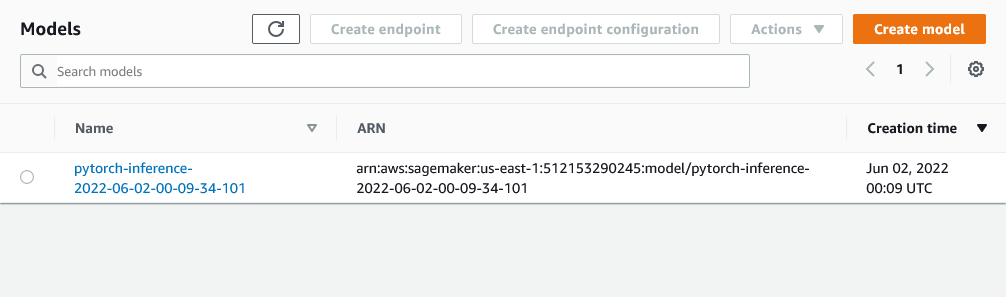 Models
Create endpoint
Create endpoint configuration
Actions
Create model
Search models
1
Name
ARN
Creation time
pytorch-inference-
2022-06-02-00-09-34-101
arn:aws:sagemaker:us-east-1:512153290245:model/pytorch-inference-
2022-06-02-00-09-34-101
Jun 02, 2022
00:09 UTC